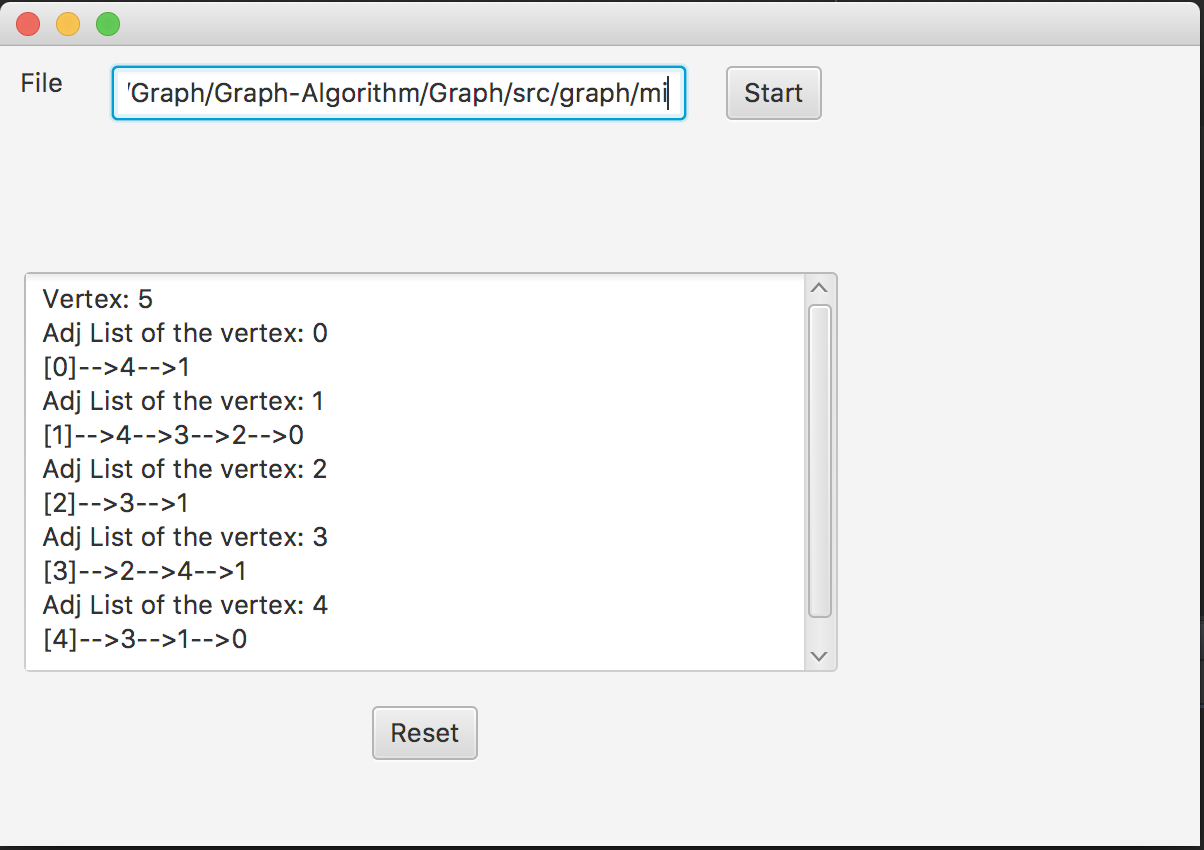 File
/Graph/Graph-Algorithm/Graph/src/graph/mi
Start
Vertex: 5
Adj List of the vertex: 0
[0]-->4-->1
Adj List of the vertex: 1
[1]-->4-->3-->2-->0
Adj List of the vertex: 2
[2]-->3-->1
Adj List of the vertex: 3
[3]-->2-->4-->1
Adj List of the vertex: 4
[4]-->3-->1-->0
Reset